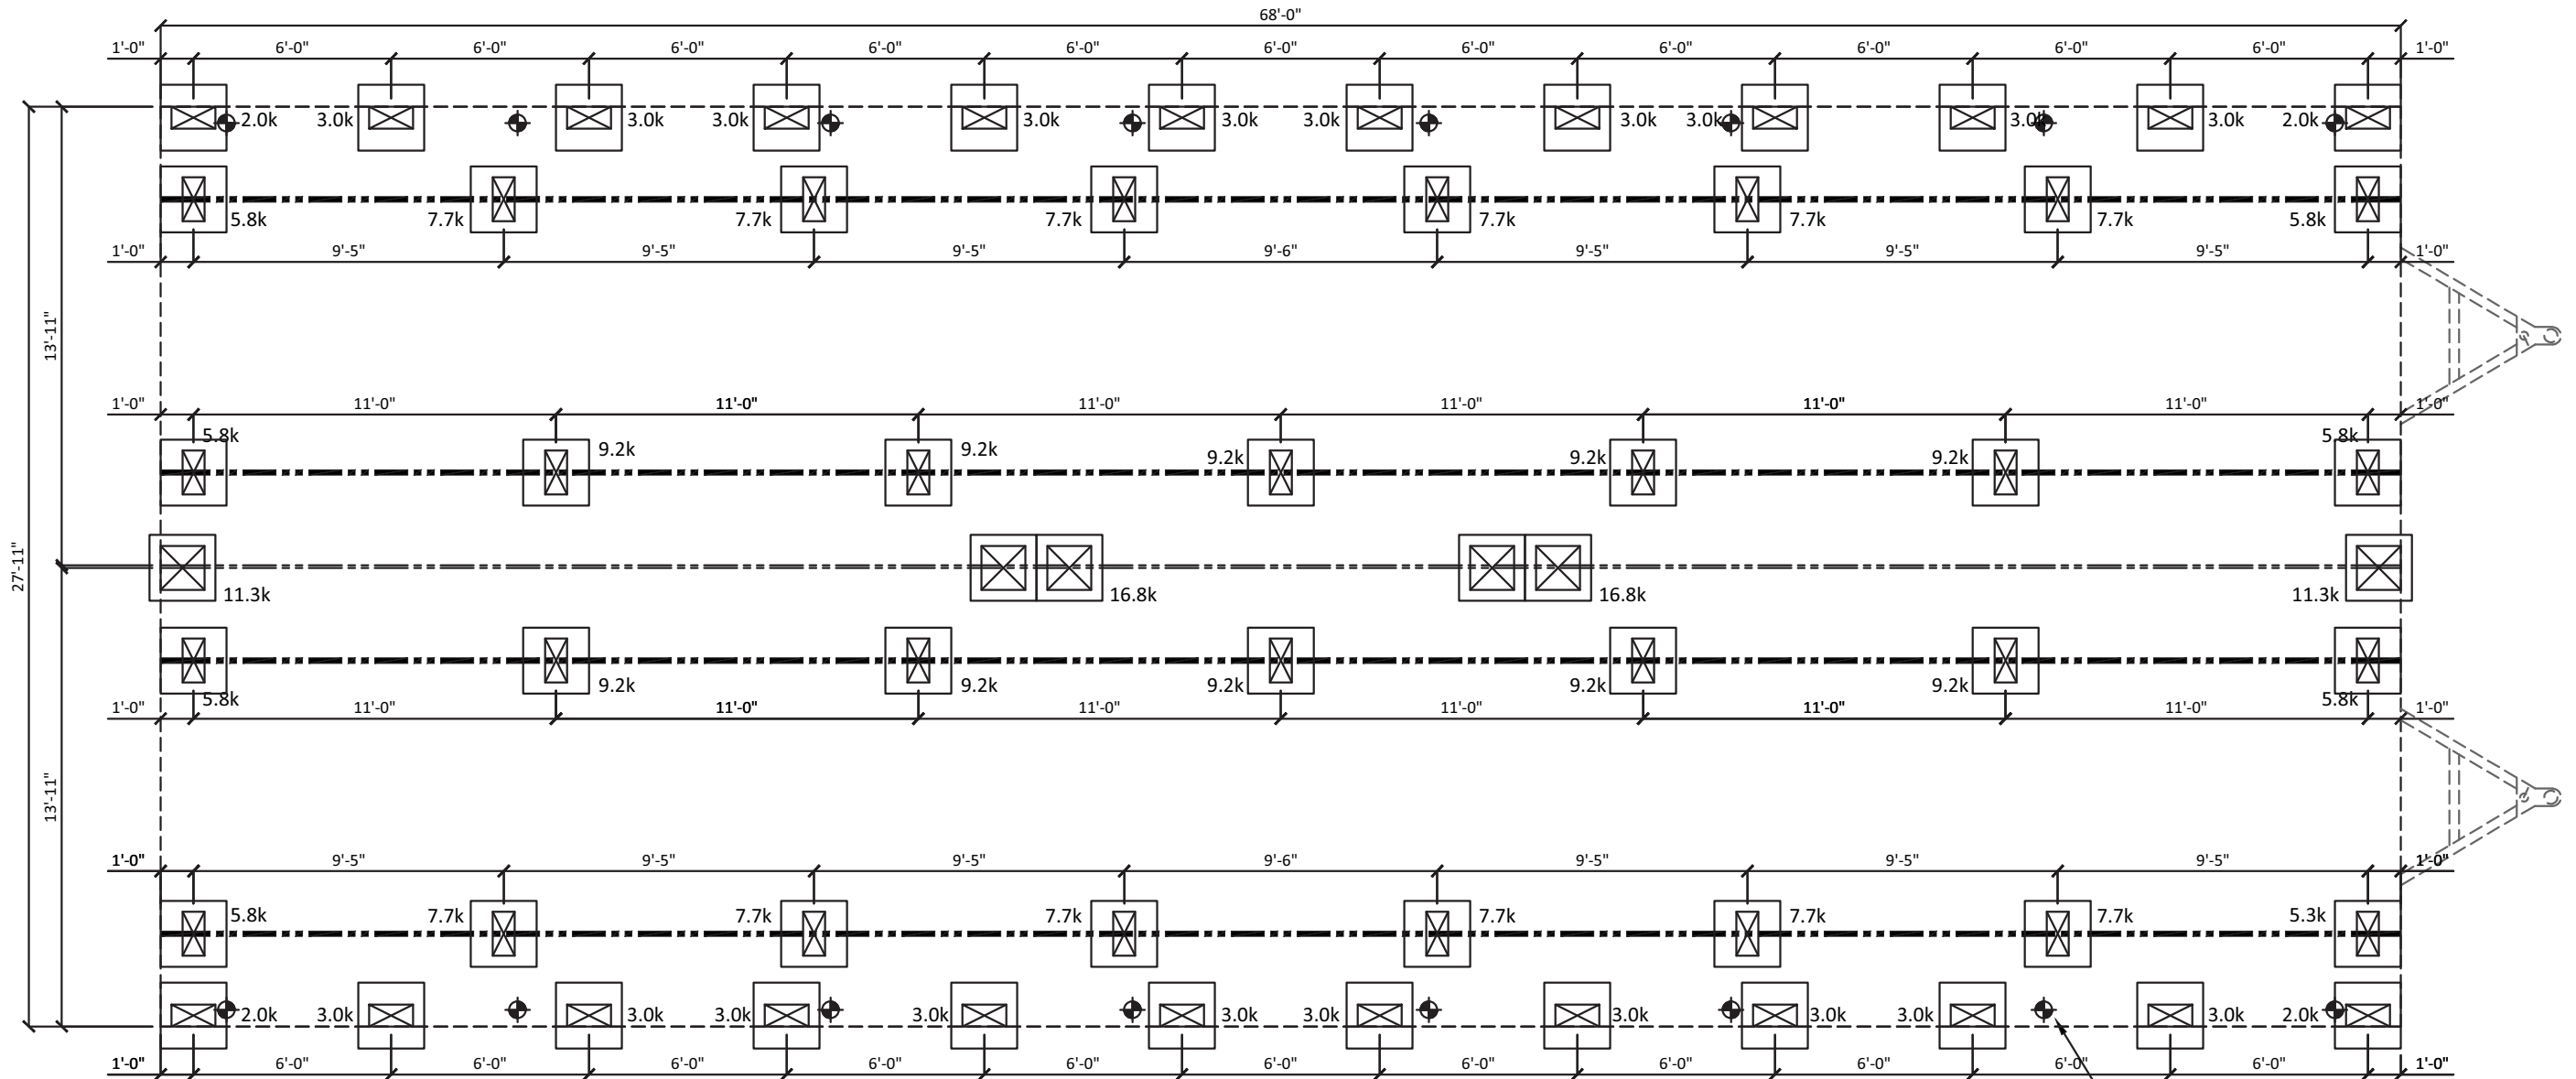 68'-0"
1'-0" 6'-0" 6'-0" 6'-0" 6'-0" 6'-0" 6'-0" 6'-0" 6'-0" 6'-0" 6'-0" 6'-0" 1'-0"
2.0k 3.0k 3.0k 3.0k 3.0k 3.0k 3.0k 3.0k 3.0k 3.0k 3.0k 2.0k
5.8k 7.7k 7.7k 7.7k 7.7k 7.7k 7.7k 5.8k
1'-0" 9'-5" 9'-5" 9'-5" 9'-6" 9'-5" 9'-5" 9'-5" 1'-0"
13'-11"
1'-0" 11'-0" 11'-0" 11'-0" 11'-0" 11'-0" 11'-0" 1'-0"
5.8k 9.2k 9.2k 9.2k 9.2k 9.2k 5.8k
27'-11"
11.3k 16.8k 16.8k 11.3k
5.8k 9.2k 9.2k 9.2k 9.2k 9.2k 5.8k
1'-0" 11'-0" 11'-0" 11'-0" 11'-0" 11'-0" 11'-0" 1'-0"
13'-11"
1'-0" 9'-5" 9'-5" 9'-5" 9'-6" 9'-5" 9'-5" 9'-5" 1'-0"
5.8k 7.7k 7.7k 7.7k 7.7k 7.7k 7.7k 5.3k
2.0k 3.0k 3.0k 3.0k 3.0k 3.0k 3.0k 3.0k 3.0k 3.0k 3.0k 2.0k
1'-0" 6'-0" 6'-0" 6'-0" 6'-0" 6'-0" 6'-0" 6'-0" 6'-0" 6'-0" 6'-0" 6'-0" 1'-0"